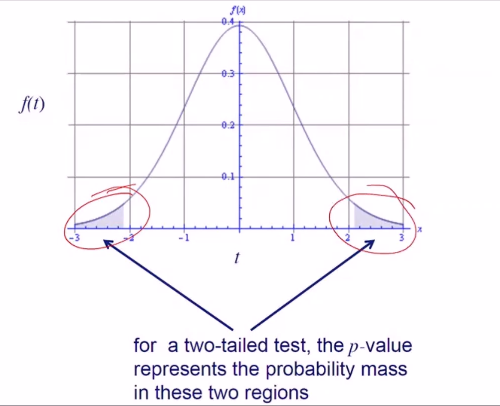 f(x)
0.4
0.3
f(t)
0.2
0.1
-3 -2 -1 0 1 2 3 x
t
for a two-tailed test, the p-value
represents the probability mass
in these two regions